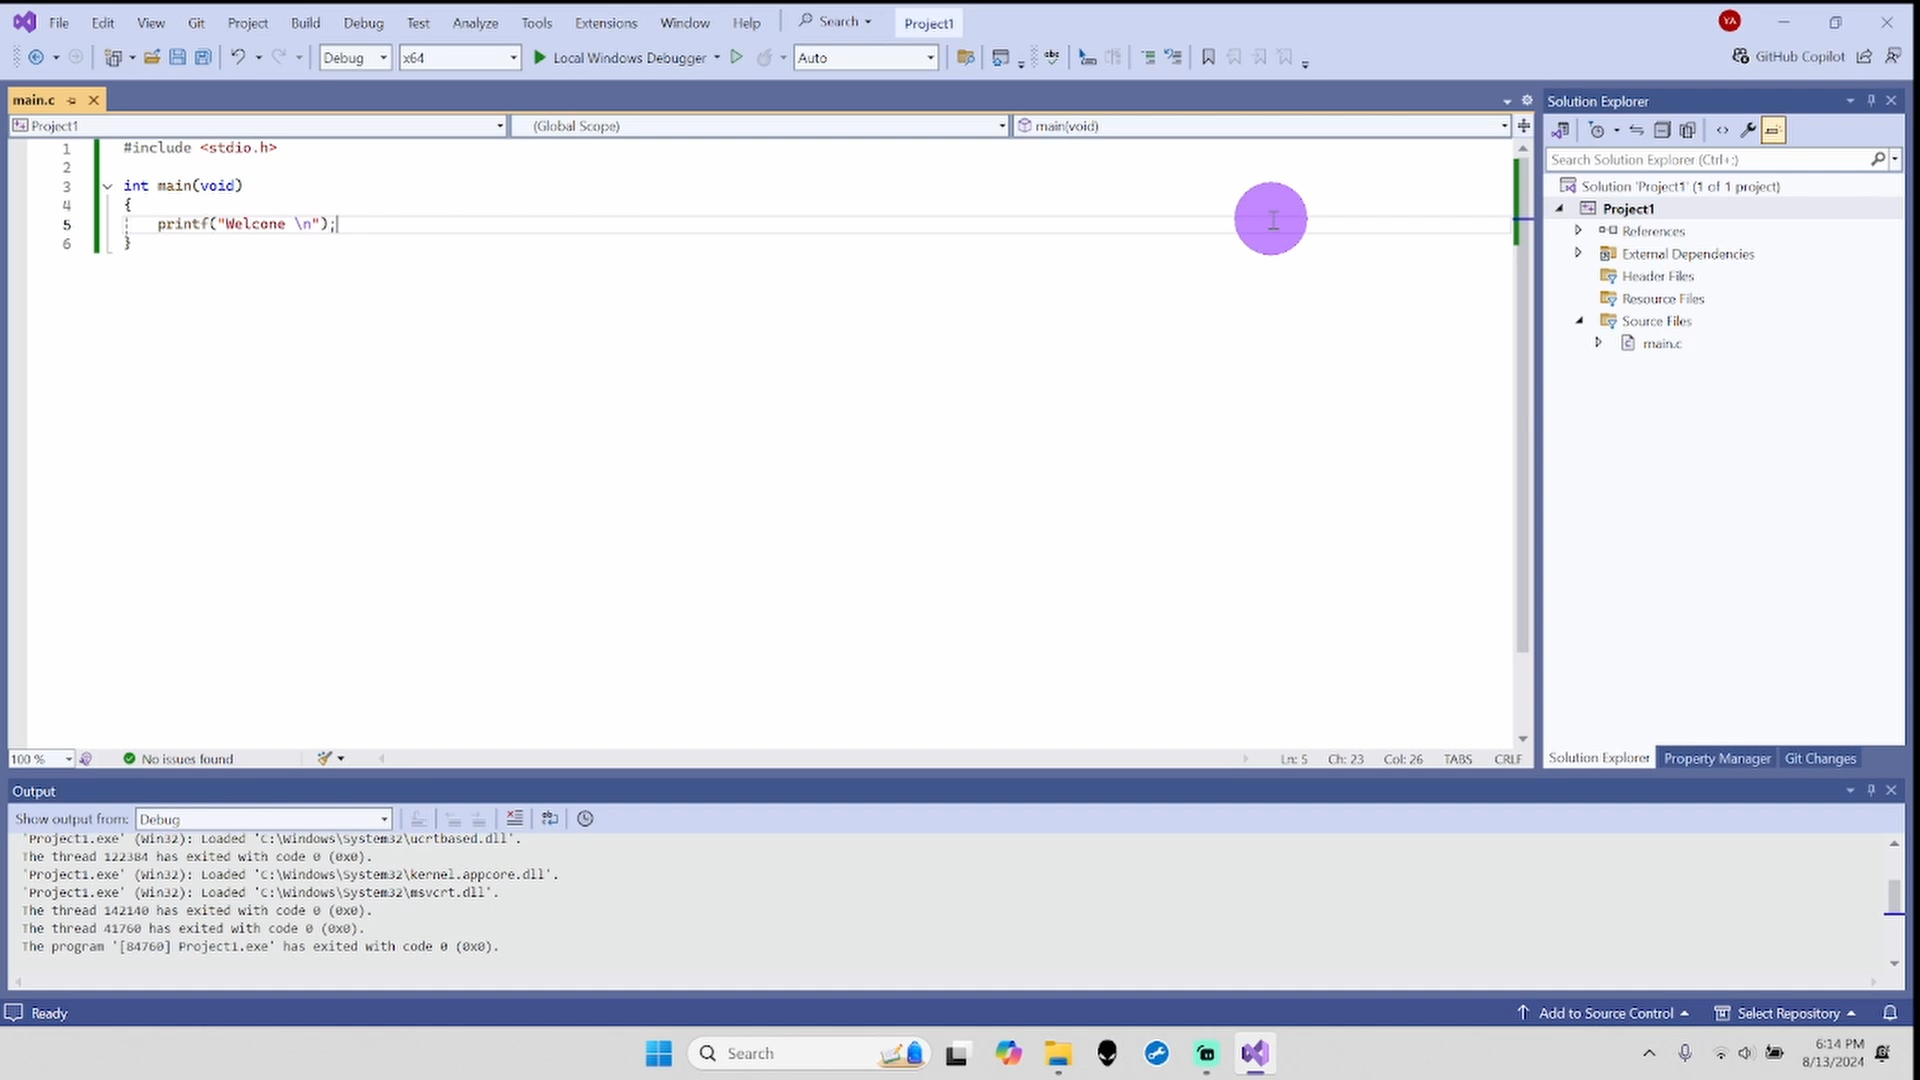 File Edit View Git Project Build Debug Test Analyze Tools Extensions Window Help Search Project1 YA
Debug x64 Local Windows Debugger Auto GitHub Copilot
main.c Solution Explorer
Project1 (Global Scope) main(void)
Search Solution Explorer (Ctrl+;)
1 #include <stdio.h>
2
3 int main(void)
4 {
5 printf("Welcone \n");
6 }
Solution 'Project1' (1 of 1 project)
Project1
References
External Dependencies
Header Files
Resource Files
Source Files
main.c
100 % No issues found Ln: 5 Ch: 23 Col: 26 TABS CRLF
Solution Explorer Property Manager Git Changes
Output
Show output from: Debug
'Project1.exe' (Win32): Loaded 'C:\Windows\System32\ucrtbased.dll'.
The thread 122384 has exited with code 0 (0x0).
'Project1.exe' (Win32): Loaded 'C:\Windows\System32\kernel.appcore.dll'.
'Project1.exe' (Win32): Loaded 'C:\Windows\System32\msvcrt.dll'.
The thread 142140 has exited with code 0 (0x0).
The thread 41760 has exited with code 0 (0x0).
The program '[84760] Project1.exe' has exited with code 0 (0x0).
Ready Add to Source Control Select Repository
Search
6:14 PM
8/13/2024